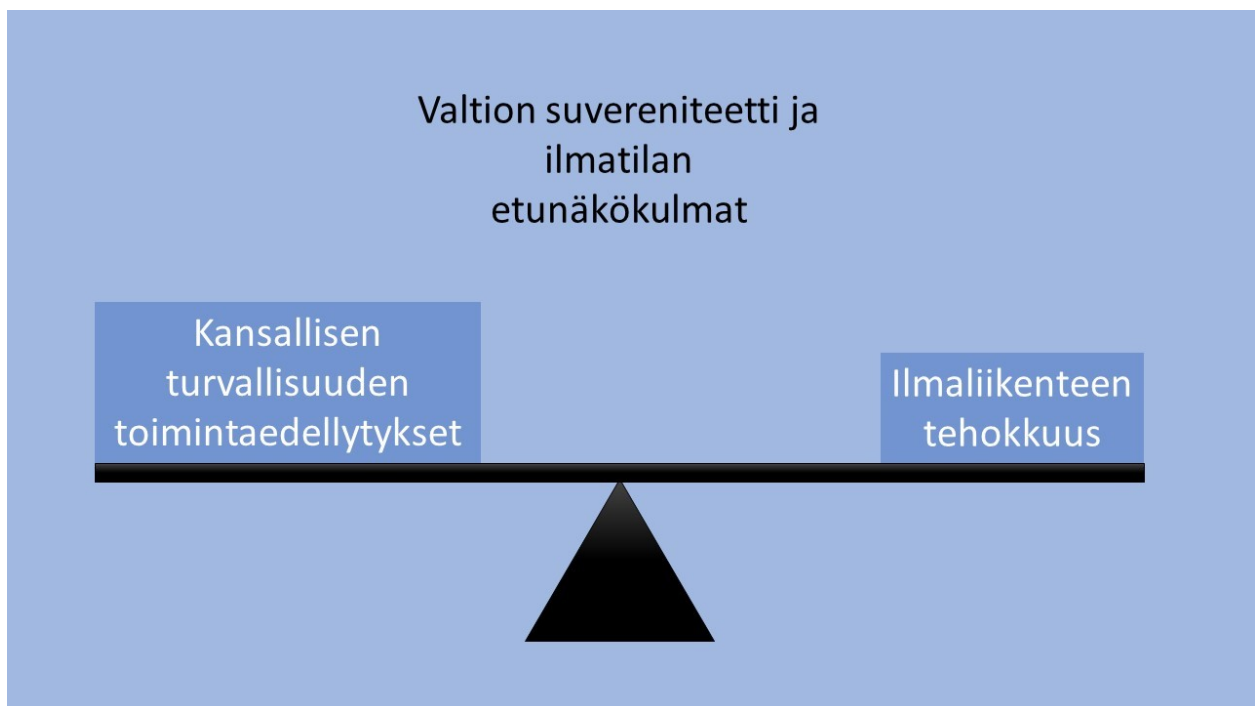 Valtion suvereniteetti ja
ilmatilan
etunäkökulmat
Kansallisen
turvallisuuden
toimintaedellytykset
Ilmaliikenteen
tehokkuus